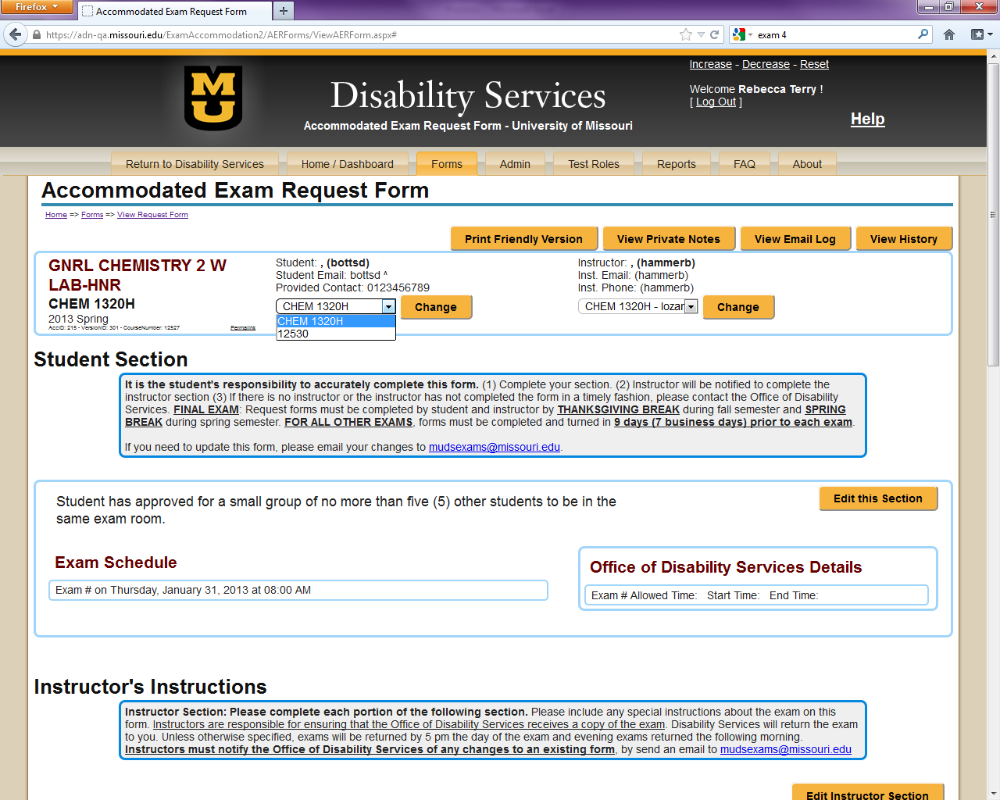 Firefox
Accommodated Exam Request Form
https://adn-qa.missouri.edu/ExamAccommodation2/AERForms/ViewAERForm.aspx#
exam 4
MU
Disability Services
Accommodated Exam Request Form - University of Missouri
Increase - Decrease - Reset
Welcome Rebecca Terry !
[ Log Out ]
Help
Return to Disability Services
Home / Dashboard
Forms
Admin
Test Roles
Reports
FAQ
About
Accommodated Exam Request Form
Home => Forms => View Request Form
Print Friendly Version
View Private Notes
View Email Log
View History
GNRL CHEMISTRY 2 W
LAB-HNR
CHEM 1320H
2013 Spring
AccID: 215 - VersionID: 301 - CourseNumber: 12527
Permalink
Student: , (bottsd)
Student Email: bottsd ^
Provided Contact: 0123456789
CHEM 1320H
Change
CHEM 1320H
12530
Instructor: , (hammerb)
Inst. Email: (hammerb)
Inst. Phone: (hammerb)
CHEM 1320H - lozar
Change
Student Section
It is the student's responsibility to accurately complete this form. (1) Complete your section. (2) Instructor will be notified to complete the
instructor section (3) If there is no instructor or the instructor has not completed the form in a timely fashion, please contact the Office of Disability
Services. FINAL EXAM: Request forms must be completed by student and instructor by THANKSGIVING BREAK during fall semester and SPRING
BREAK during spring semester. FOR ALL OTHER EXAMS, forms must be completed and turned in 9 days (7 business days) prior to each exam.
If you need to update this form, please email your changes to mudsexams@missouri.edu.
Student has approved for a small group of no more than five (5) other students to be in the
same exam room.
Edit this Section
Exam Schedule
Exam # on Thursday, January 31, 2013 at 08:00 AM
Office of Disability Services Details
Exam # Allowed Time: Start Time: End Time:
Instructor's Instructions
Instructor Section: Please complete each portion of the following section. Please include any special instructions about the exam on this
form. Instructors are responsible for ensuring that the Office of Disability Services receives a copy of the exam. Disability Services will return the exam
to you. Unless otherwise specified, exams will be returned by 5 pm the day of the exam and evening exams returned the following morning.
Instructors must notify the Office of Disability Services of any changes to an existing form, by send an email to mudsexams@missouri.edu
Edit Instructor Section